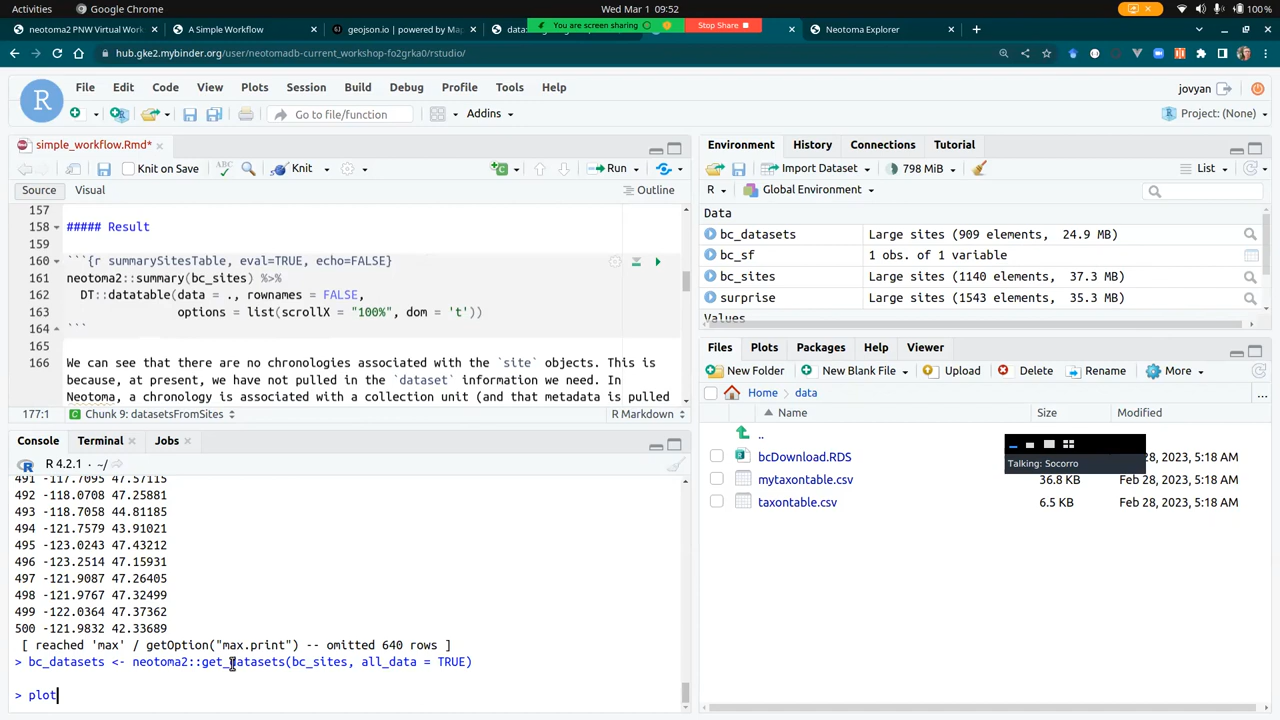 Activities
Google Chrome
Wed Mar 1 09:52
100 %
neotoma2 PNW Virtual Work
A Simple Workflow
geojson.io | powered by Ma
data:
You are screen sharing
Stop Share
Neotoma Explorer
hub.gke2.mybinder.org/user/neotomadb-current_workshop-fo2grka0/rstudio/
File Edit Code View Plots Session Build Debug Profile Tools Help
jovyan
Go to file/function
Addins
Project: (None)
simple_workflow.Rmd*
Knit on Save
Knit
Run
Source
Visual
Outline
157
158 ##### Result
159
160 ```{r summarySitesTable, eval=TRUE, echo=FALSE}
161 neotoma2::summary(bc_sites) %>%
162 DT::datatable(data = ., rownames = FALSE,
163 options = list(scrollX = "100%", dom = 't'))
164 ```
165
166 We can see that there are no chronologies associated with the `site` objects. This is
because, at present, we have not pulled in the `dataset` information we need. In
Neotoma, a chronology is associated with a collection unit (and that metadata is pulled
177:1
Chunk 9: datasetsFromSites
R Markdown
Console
Terminal
Jobs
R 4.2.1 · ~/
491 -117.7095 47.57115
492 -118.0708 47.25881
493 -118.7058 44.81185
494 -121.7579 43.91021
495 -123.0243 47.43212
496 -123.2514 47.15931
497 -121.9087 47.26405
498 -121.9767 47.32499
499 -122.0364 47.37362
500 -121.9832 42.33689
[ reached 'max' / getOption("max.print") -- omitted 640 rows ]
> bc_datasets <- neotoma2::get_datasets(bc_sites, all_data = TRUE)
> plot
Environment
History
Connections
Tutorial
Import Dataset
798 MiB
List
R
Global Environment
Data
bc_datasets Large sites (909 elements, 24.9 MB)
bc_sf 1 obs. of 1 variable
bc_sites Large sites (1140 elements, 37.3 MB)
surprise Large sites (1543 elements, 35.3 MB)
Values
Files
Plots
Packages
Help
Viewer
New Folder
New Blank File
Upload
Delete
Rename
More
Home
data
Name
Size
Modified
..
bcDownload.RDS
28, 2023, 5:18 AM
Talking: Socorro
mytaxontable.csv 36.8 KB Feb 28, 2023, 5:18 AM
taxontable.csv 6.5 KB Feb 28, 2023, 5:18 AM